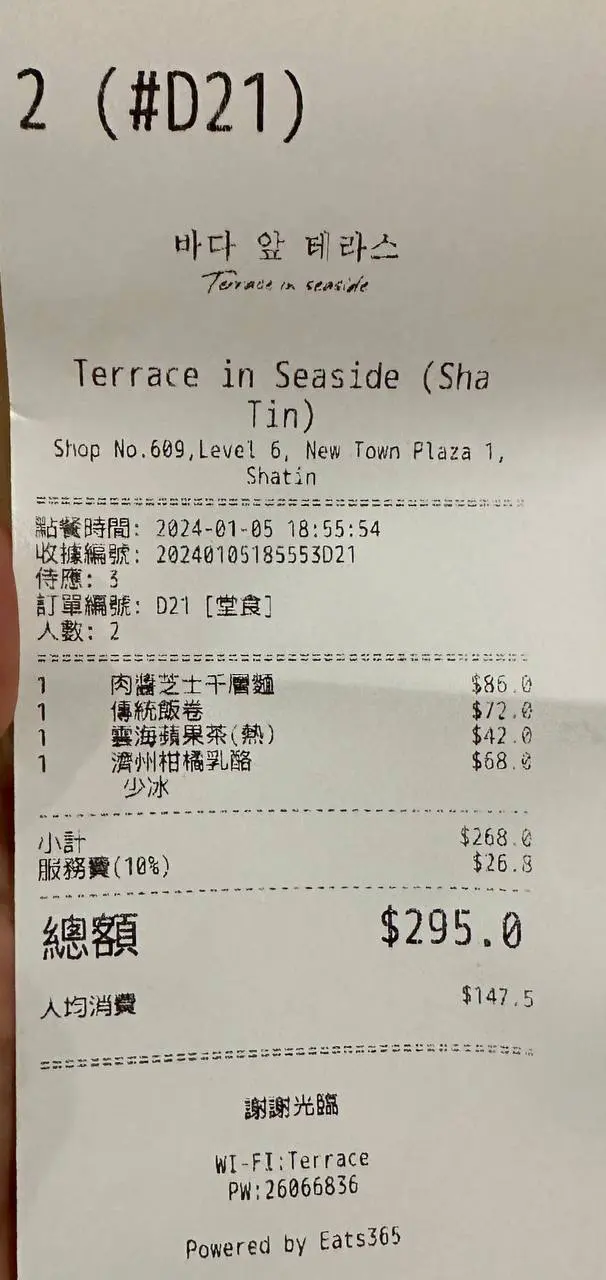 2 (#D21)
바다 앞 테라스
Terrace in seaside
Terrace in Seaside (Sha
Tin)
Shop No.609,Level 6, New Town Plaza 1,
Shatin
點餐時間: 2024-01-05 18:55:54
收據編號: 20240105185553D21
侍應: 3
訂單編號: D21 [堂食]
人數: 2
1 肉醬芝士千層麵 $86.0
1 傳統飯卷 $72.0
1 雲海蘋果茶(熱) $42.0
1 濟州柑橘乳酪 $68.0
少冰
小計 $268.0
服務費(10%) $26.8
總額 $295.0
人均消費 $147.5
謝謝光臨
WI-FI:Terrace
PW:26066836
Powered by Eats365